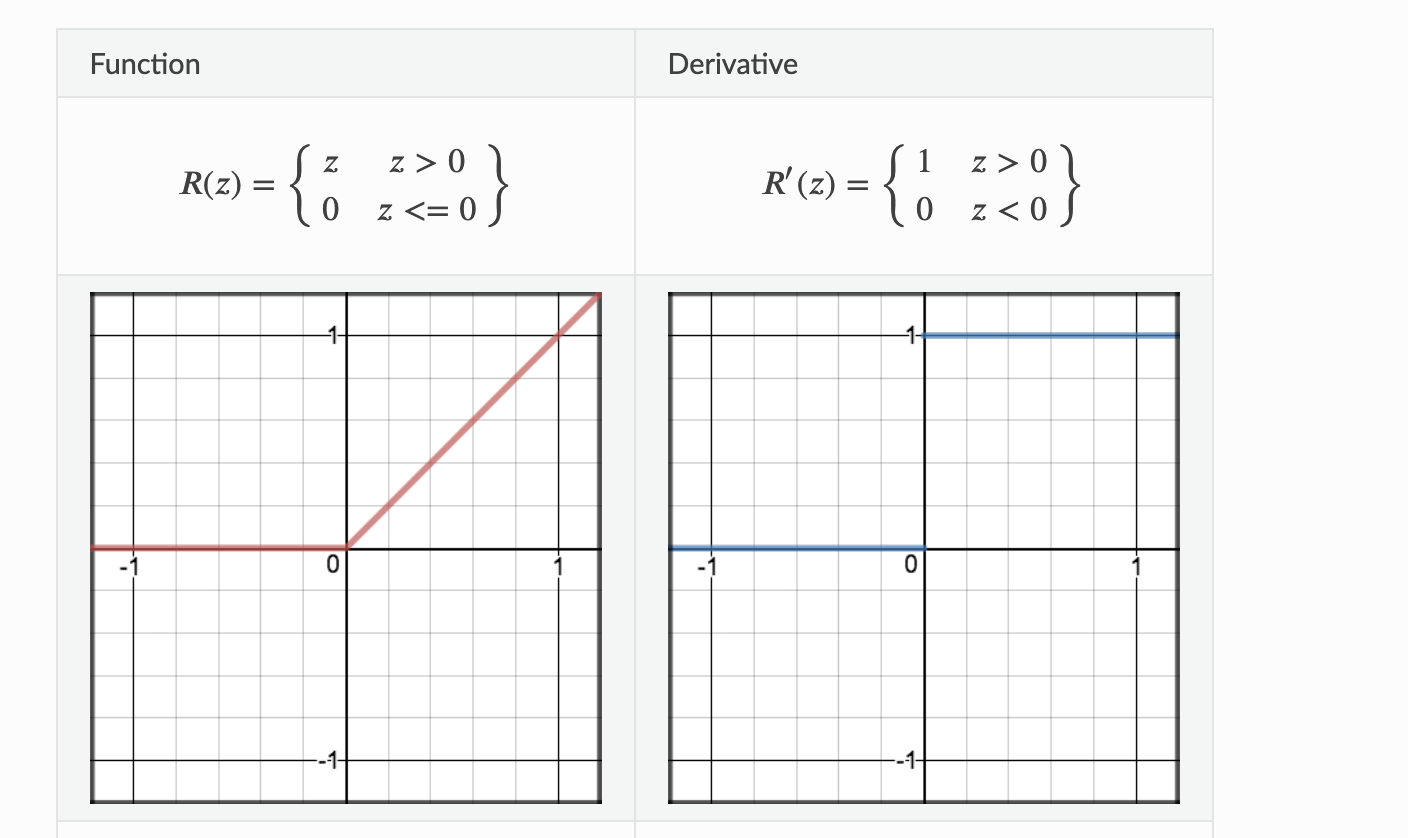 Function
Derivative
R(z) = { z z > 0
0 z <= 0 }
R′(z) = { 1 z > 0
0 z < 0 }
1
-1
0
1
-1
1
-1
0
1
-1